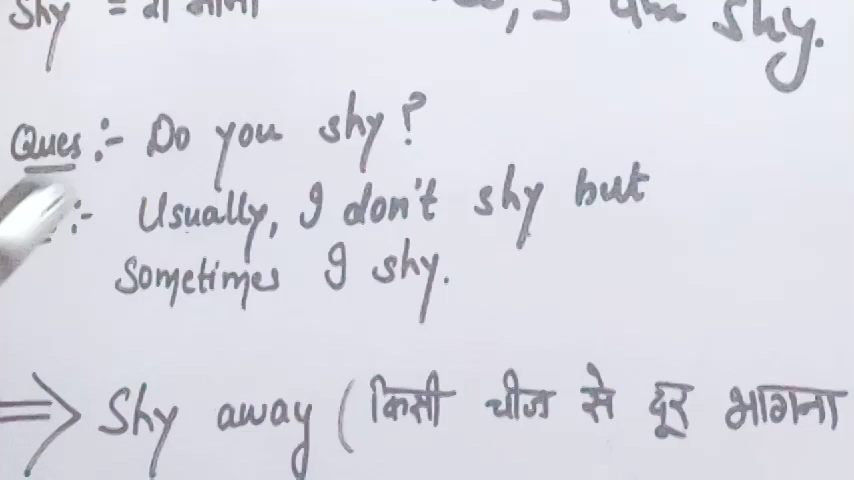 Shy =
I am shy.
Ques :- Do you shy?
:- Usually, I don't shy but
Sometimes I shy.
⇒ Shy away (किसी चीज से दूर भागना